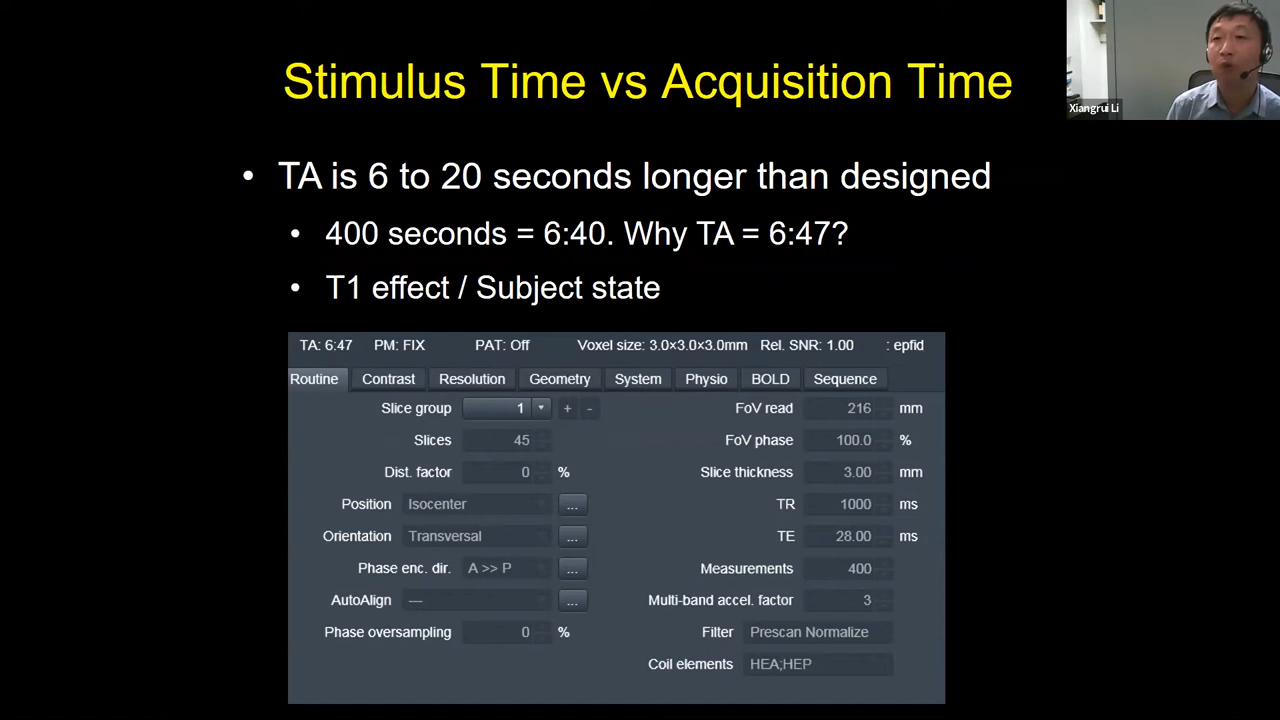 Stimulus Time vs Acquisition Time
• TA is 6 to 20 seconds longer than designed
• 400 seconds = 6:40. Why TA = 6:47?
• T1 effect / Subject state
Xiangrui Li
TA: 6:47 PM: FIX PAT: Off Voxel size: 3.0×3.0×3.0mm Rel. SNR: 1.00 : epfid
Routine Contrast Resolution Geometry System Physio BOLD Sequence
Slice group 1 + - FoV read 216 mm
Slices 45 FoV phase 100.0 %
Dist. factor 0 % Slice thickness 3.00 mm
Position Isocenter ... TR 1000 ms
Orientation Transversal ... TE 28.00 ms
Phase enc. dir. A >> P ... Measurements 400
AutoAlign --- ... Multi-band accel. factor 3
Phase oversampling 0 % Filter Prescan Normalize
Coil elements HEA;HEP